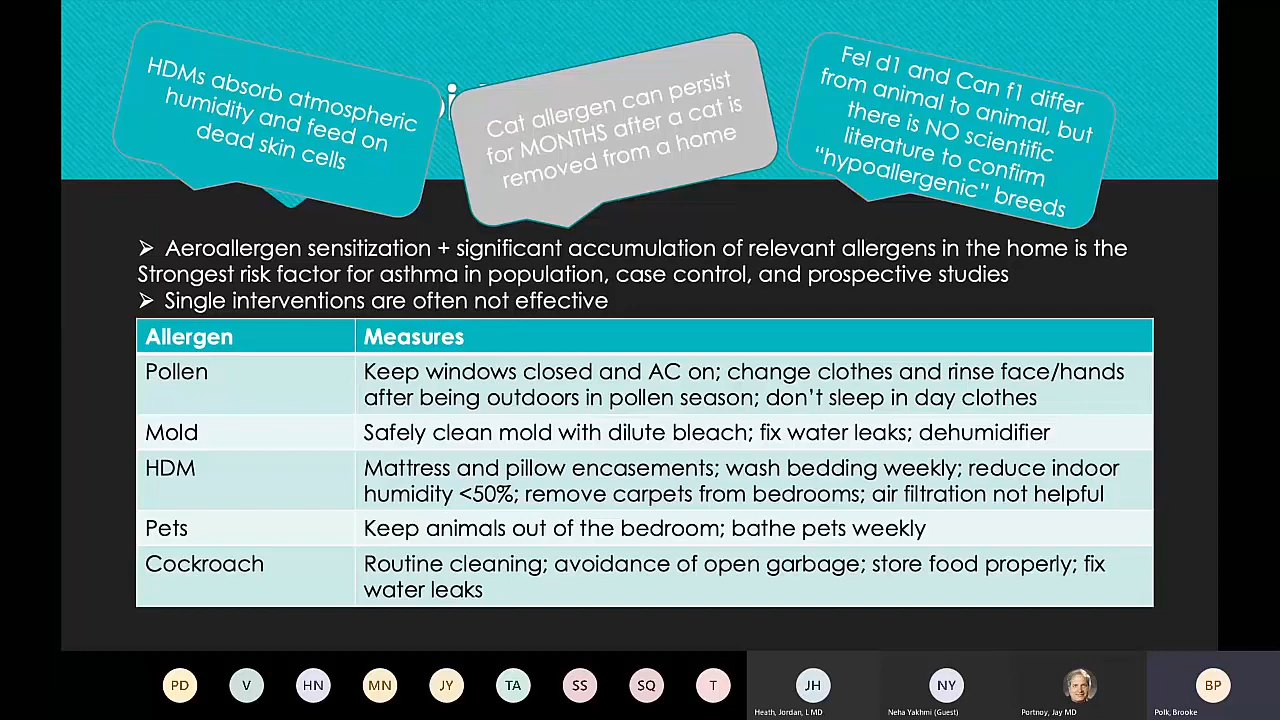 HDMs absorb atmospheric
humidity and feed on
dead skin cells
Cat allergen can persist
for MONTHS after a cat is
removed from a home
Fel d1 and Can f1 differ
from animal to animal, but
there is NO scientific
literature to confirm
“hypoallergenic” breeds
➢ Aeroallergen sensitization + significant accumulation of relevant allergens in the home is the
Strongest risk factor for asthma in population, case control, and prospective studies
➢ Single interventions are often not effective
Allergen Measures
Pollen Keep windows closed and AC on; change clothes and rinse face/hands
after being outdoors in pollen season; don’t sleep in day clothes
Mold Safely clean mold with dilute bleach; fix water leaks; dehumidifier
HDM Mattress and pillow encasements; wash bedding weekly; reduce indoor
humidity <50%; remove carpets from bedrooms; air filtration not helpful
Pets Keep animals out of the bedroom; bathe pets weekly
Cockroach Routine cleaning; avoidance of open garbage; store food properly; fix
water leaks
PD V HN MN JY TA SS SQ T JH NY BP
Heath, Jordan, L MD Neha Yakhmi (Guest) Portnoy, Jay MD Polk, Brooke